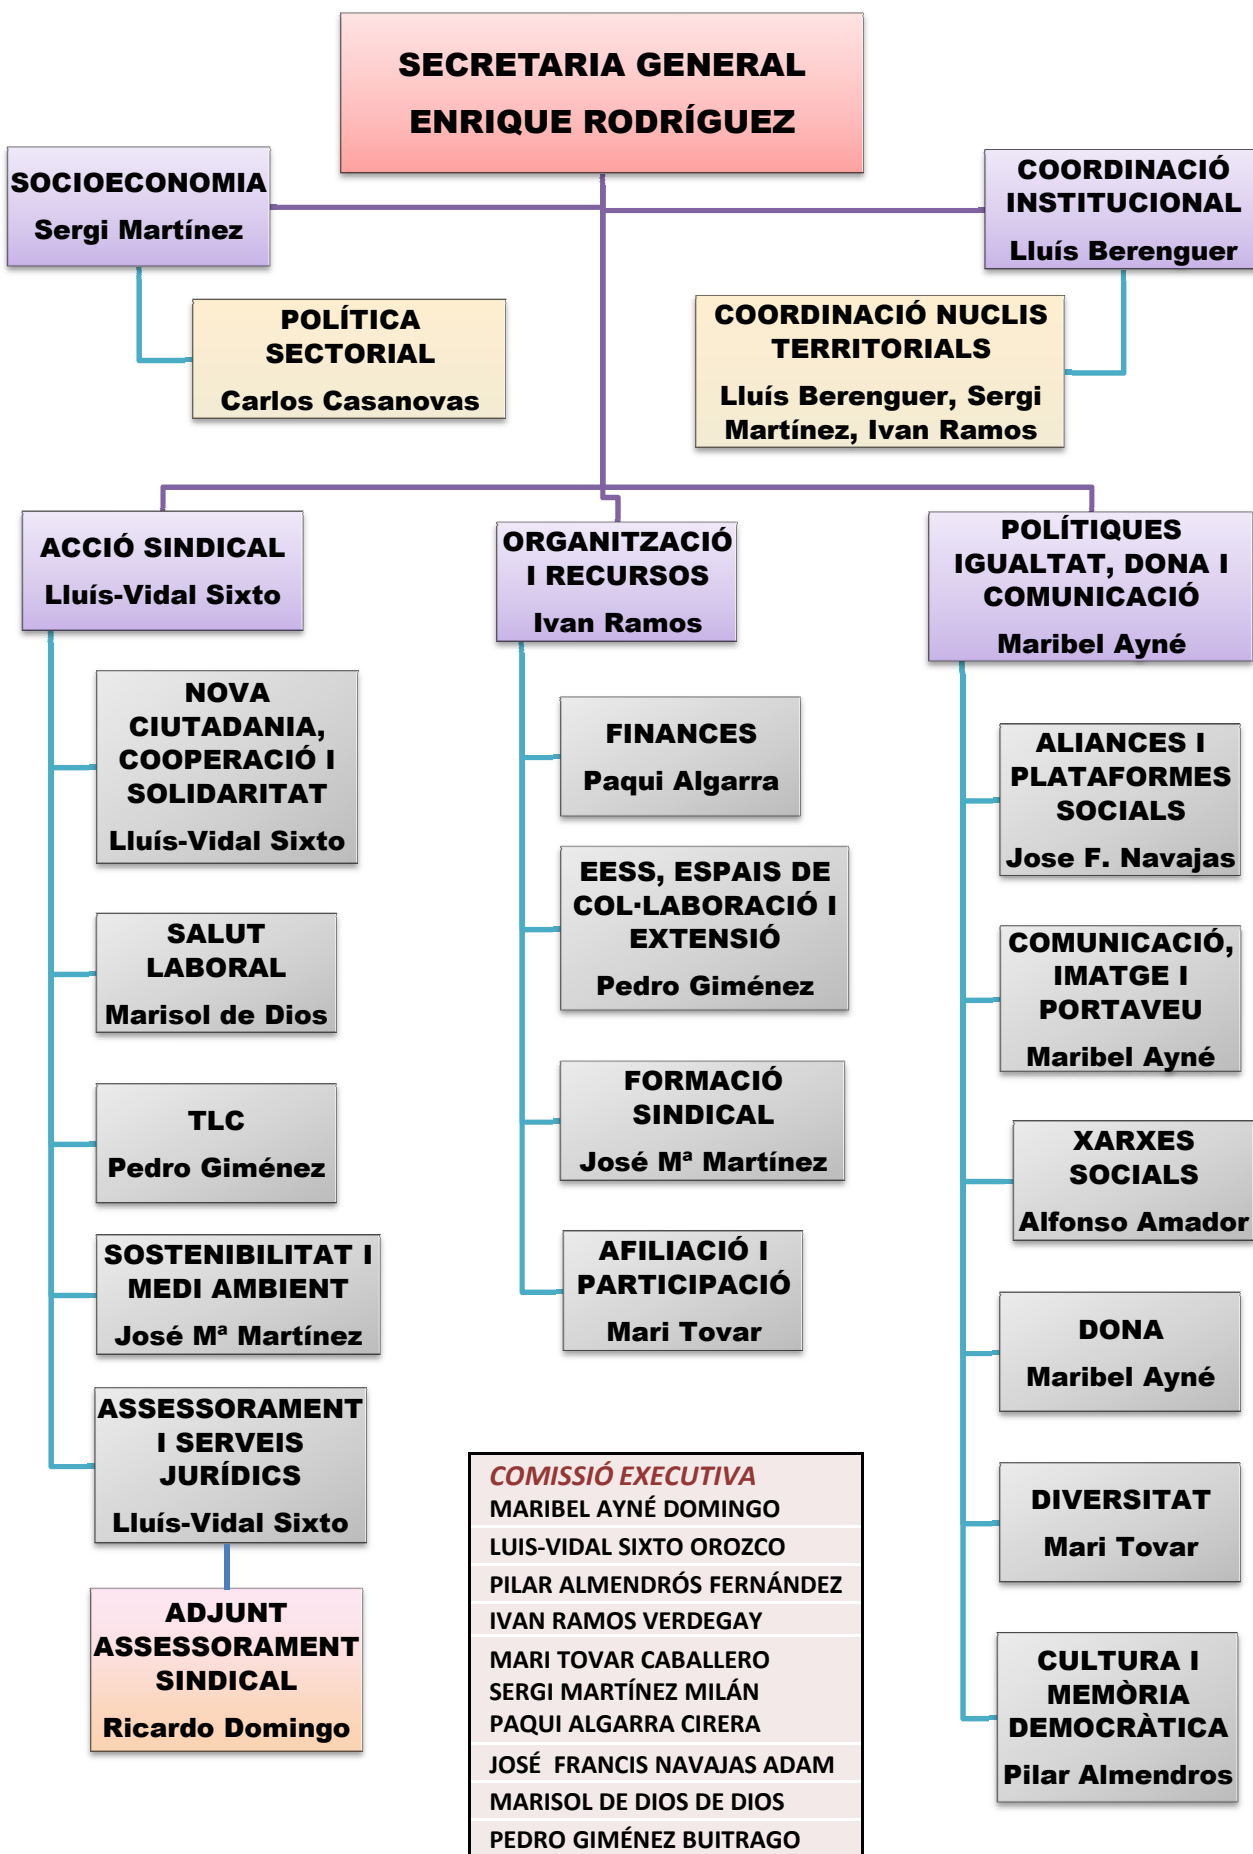 SECRETARIA GENERAL
ENRIQUE RODRÍGUEZ
SOCIOECONOMIA
Sergi Martínez
COORDINACIÓ
INSTITUCIONAL
Lluís Berenguer
POLÍTICA
SECTORIAL
Carlos Casanovas
COORDINACIÓ NUCLIS
TERRITORIALS
Lluís Berenguer, Sergi
Martínez, Ivan Ramos
ACCIÓ SINDICAL
Lluís-Vidal Sixto
NOVA
CIUTADANIA,
COOPERACIÓ I
SOLIDARITAT
Lluís-Vidal Sixto
SALUT
LABORAL
Marisol de Dios
TLC
Pedro Giménez
SOSTENIBILITAT I
MEDI AMBIENT
José Mª Martínez
ASSESSORAMENT
I SERVEIS
JURÍDICS
Lluís-Vidal Sixto
ADJUNT
ASSESSORAMENT
SINDICAL
Ricardo Domingo
ORGANITZACIÓ
I RECURSOS
Ivan Ramos
FINANCES
Paqui Algarra
EESS, ESPAIS DE
COL·LABORACIÓ I
EXTENSIÓ
Pedro Giménez
FORMACIÓ
SINDICAL
José Mª Martínez
AFILIACIÓ I
PARTICIPACIÓ
Mari Tovar
POLÍTIQUES
IGUALTAT, DONA I
COMUNICACIÓ
Maribel Ayné
ALIANCES I
PLATAFORMES
SOCIALS
Jose F. Navajas
COMUNICACIÓ,
IMATGE I
PORTAVEU
Maribel Ayné
XARXES
SOCIALS
Alfonso Amador
DONA
Maribel Ayné
DIVERSITAT
Mari Tovar
CULTURA I
MEMÒRIA
DEMOCRÀTICA
Pilar Almendros
COMISSIÓ EXECUTIVA
MARIBEL AYNÉ DOMINGO
LUIS-VIDAL SIXTO OROZCO
PILAR ALMENDRÓS FERNÁNDEZ
IVAN RAMOS VERDEGAY
MARI TOVAR CABALLERO
SERGI MARTÍNEZ MILÁN
PAQUI ALGARRA CIRERA
JOSÉ  FRANCIS NAVAJAS ADAM
MARISOL DE DIOS DE DIOS
PEDRO GIMÉNEZ BUITRAGO